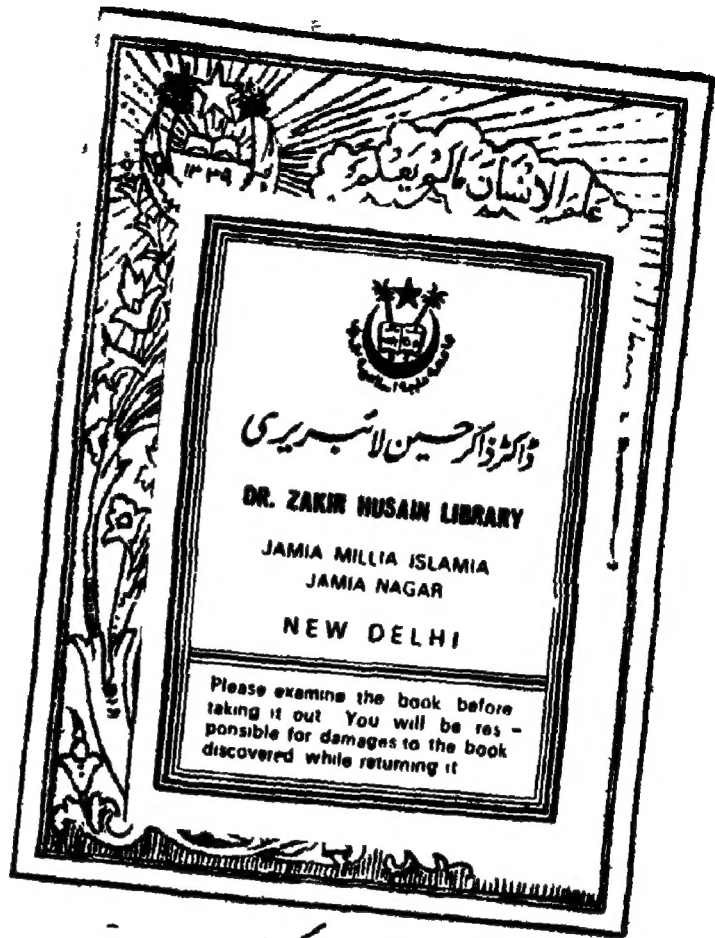 علم الانسان مالم يعلم
۱۳۳۹
ڈاکٹر ذاکر حسین لائبریری
DR. ZAKIR HUSAIN LIBRARY
JAMIA MILLIA ISLAMIA
JAMIA NAGAR
NEW DELHI
Please examine the book before
taking it out You will be res -
ponsible for damages to the book
discovered while returning it